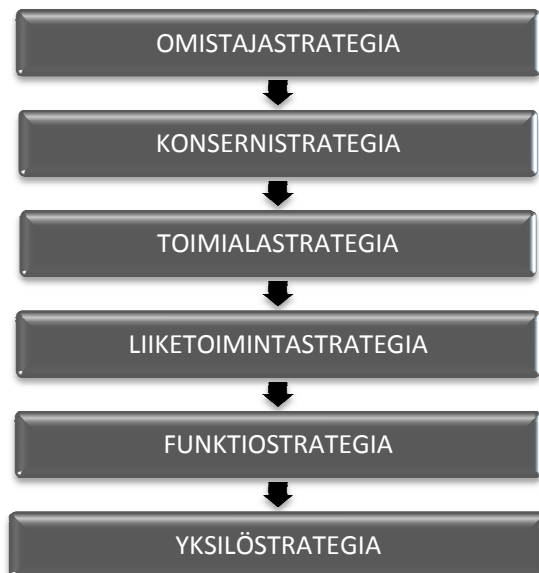 OMISTAJASTRATEGIA
KONSERNISTRATEGIA
TOIMIALASTRATEGIA
LIIKETOIMINTASTRATEGIA
FUNKTIOSTRATEGIA
YKSILÖSTRATEGIA